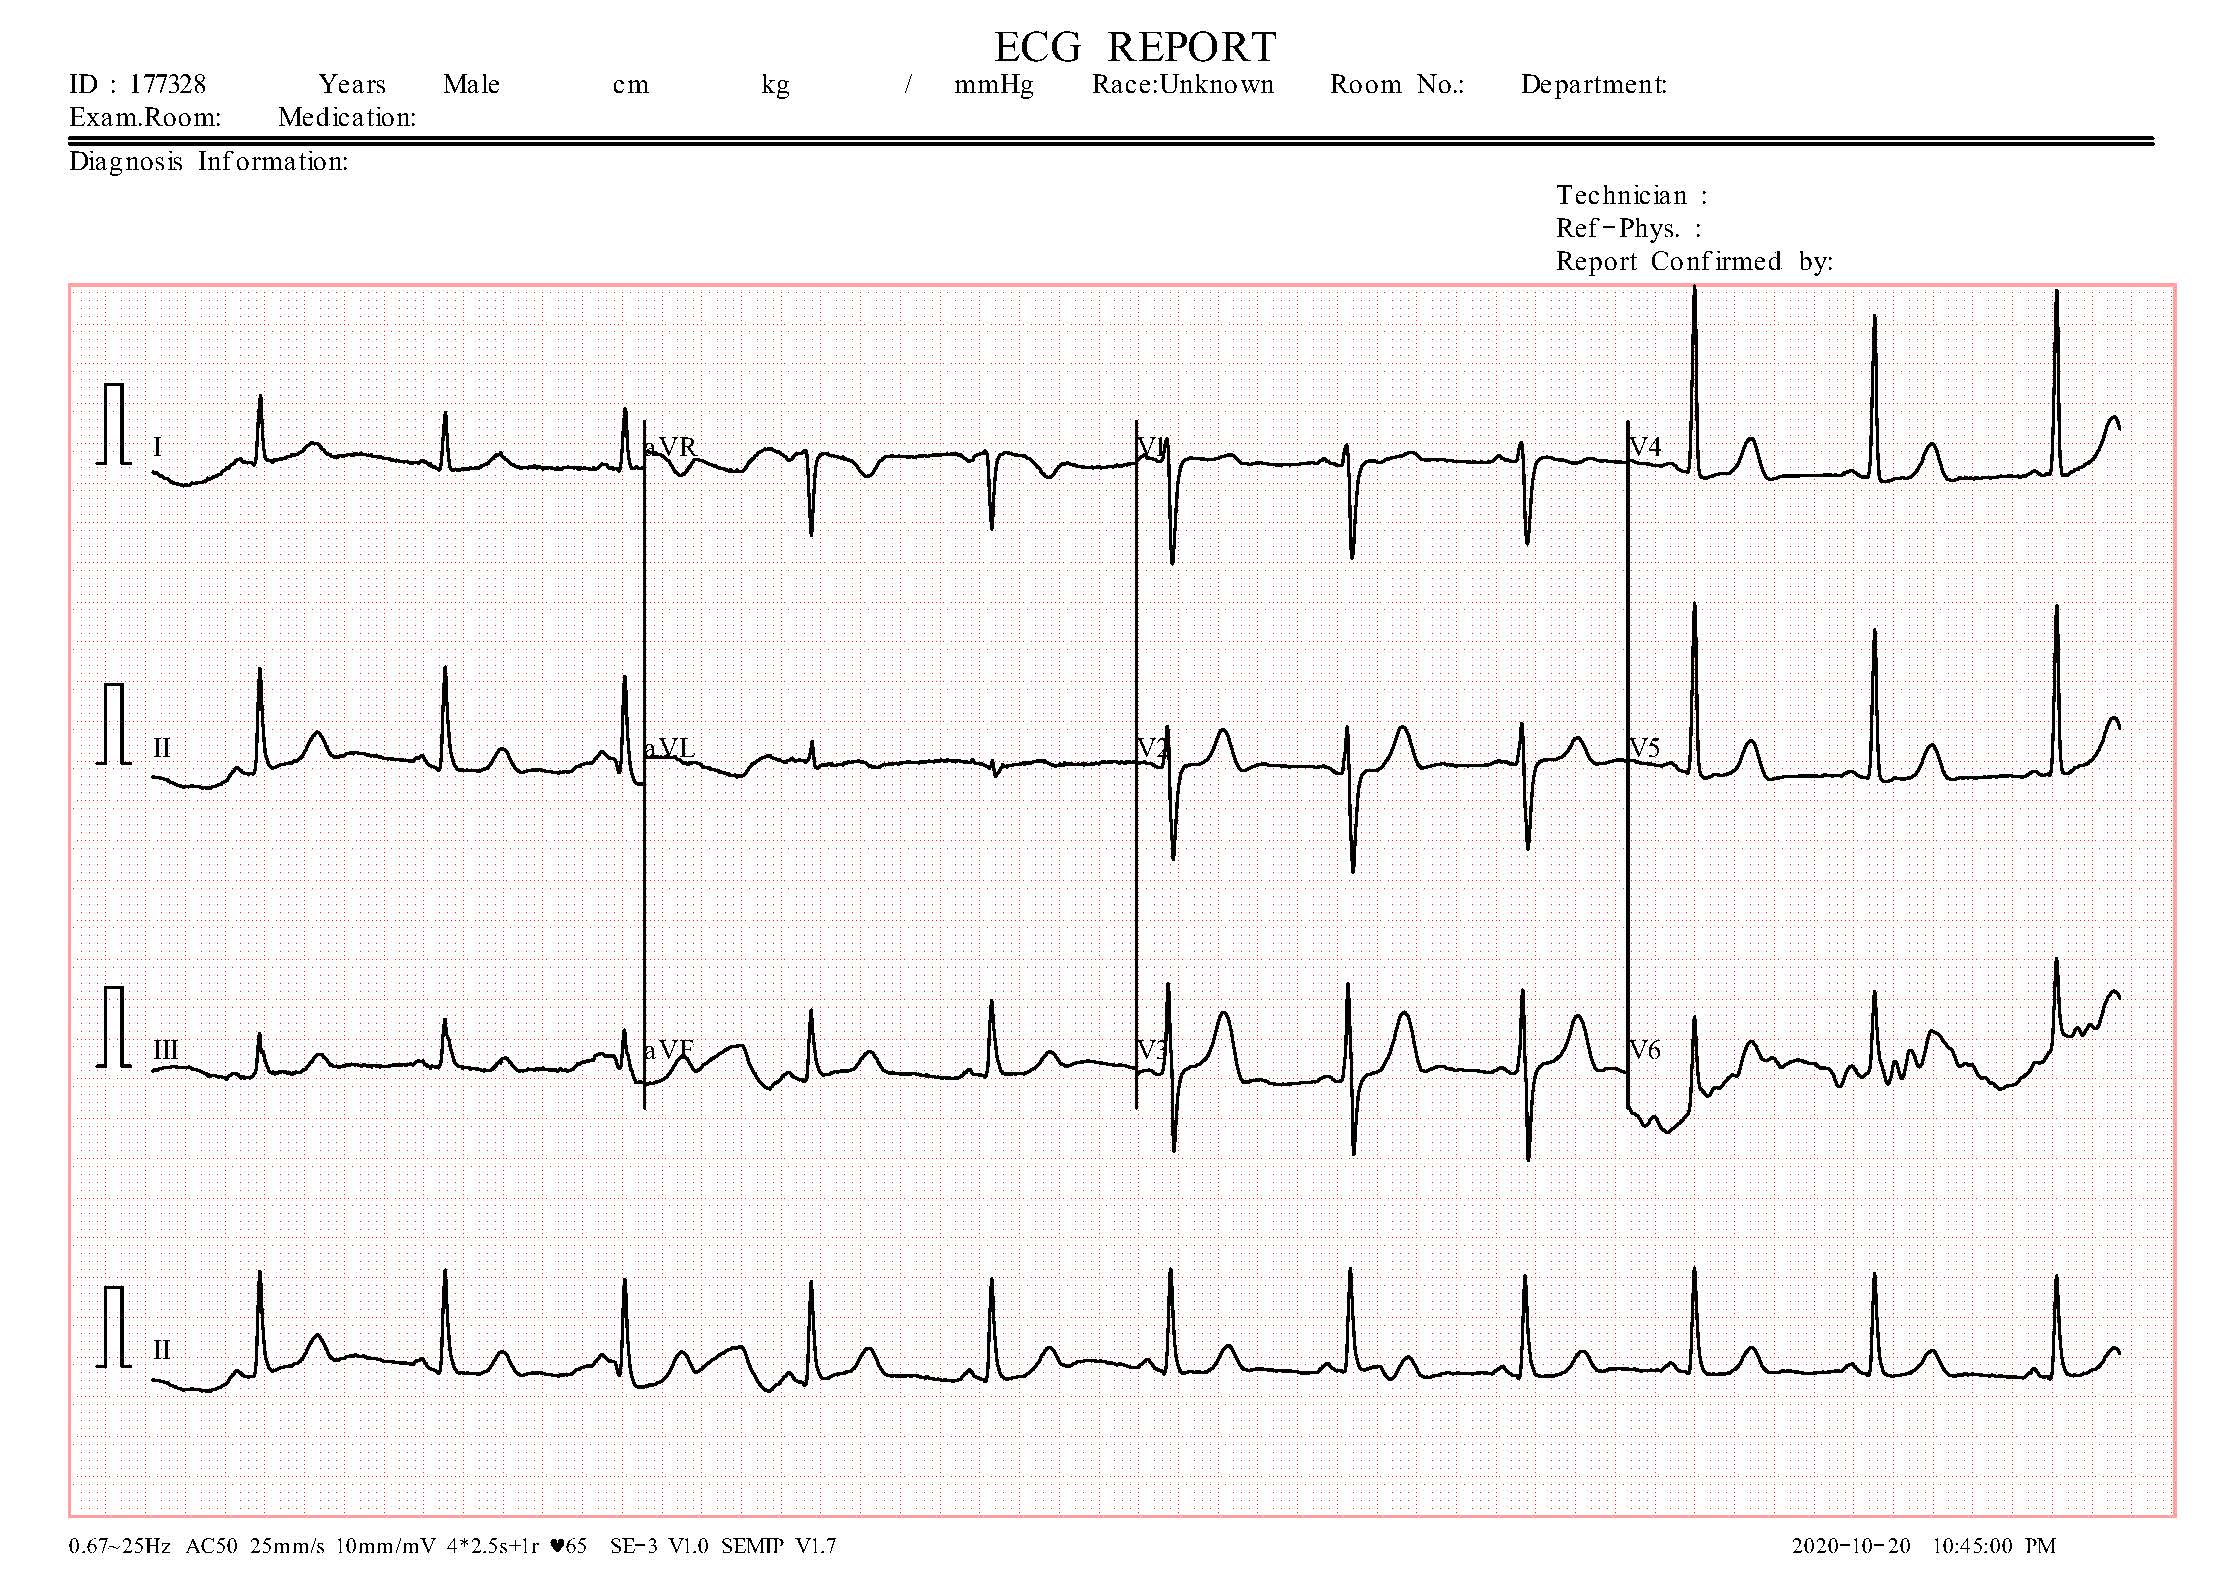 ECG REPORT
ID : 177328 Years Male cm kg / mmHg Race:Unknown Room No.: Department:
Exam.Room: Medication:
Diagnosis Information:
Technician :
Ref-Phys. :
Report Confirmed by:
I aVR V1 V4
II aVL V2 V5
III aVF V3 V6
II
0.67~25Hz AC50 25mm/s 10mm/mV 4*2.5s+1r ♥65 SE-3 V1.0 SEMIP V1.7 2020-10-20 10:45:00 PM